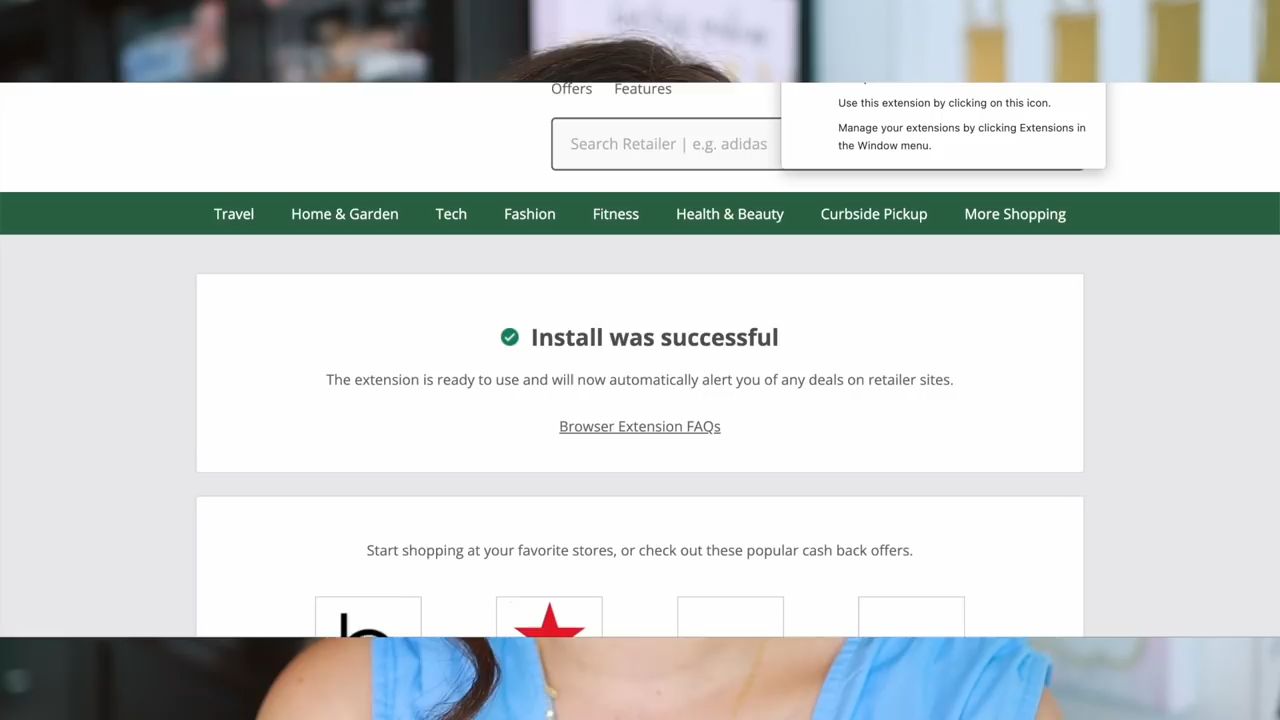 Offers Features
Use this extension by clicking on this icon.
Manage your extensions by clicking Extensions in
the Window menu.
Search Retailer | e.g. adidas
Travel Home & Garden Tech Fashion Fitness Health & Beauty Curbside Pickup More Shopping
Install was successful
The extension is ready to use and will now automatically alert you of any deals on retailer sites.
Browser Extension FAQs
Start shopping at your favorite stores, or check out these popular cash back offers.